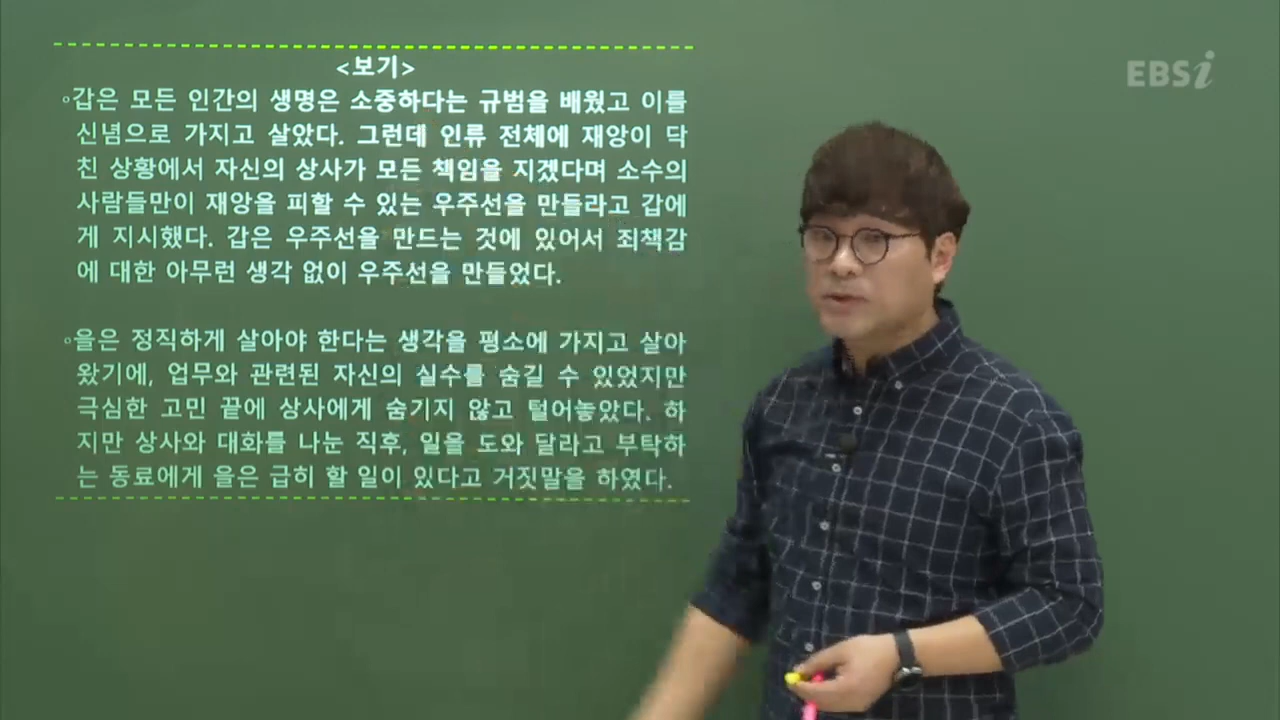 <보기>
◦갑은 모든 인간의 생명은 소중하다는 규범을 배웠고 이를
신념으로 가지고 살았다. 그런데 인류 전체에 재앙이 닥
친 상황에서 자신의 상사가 모든 책임을 지겠다며 소수의
사람들만이 재앙을 피할 수 있는 우주선을 만들라고 갑에
게 지시했다. 갑은 우주선을 만드는 것에 있어서 죄책감
에 대한 아무런 생각 없이 우주선을 만들었다.
◦을은 정직하게 살아야 한다는 생각을 평소에 가지고 살아
왔기에, 업무와 관련된 자신의 실수를 숨길 수 있었지만
극심한 고민 끝에 상사에게 숨기지 않고 털어놓았다. 하
지만 상사와 대화를 나눈 직후, 일을 도와 달라고 부탁하
는 동료에게 을은 급히 할 일이 있다고 거짓말을 하였다.
EBSi